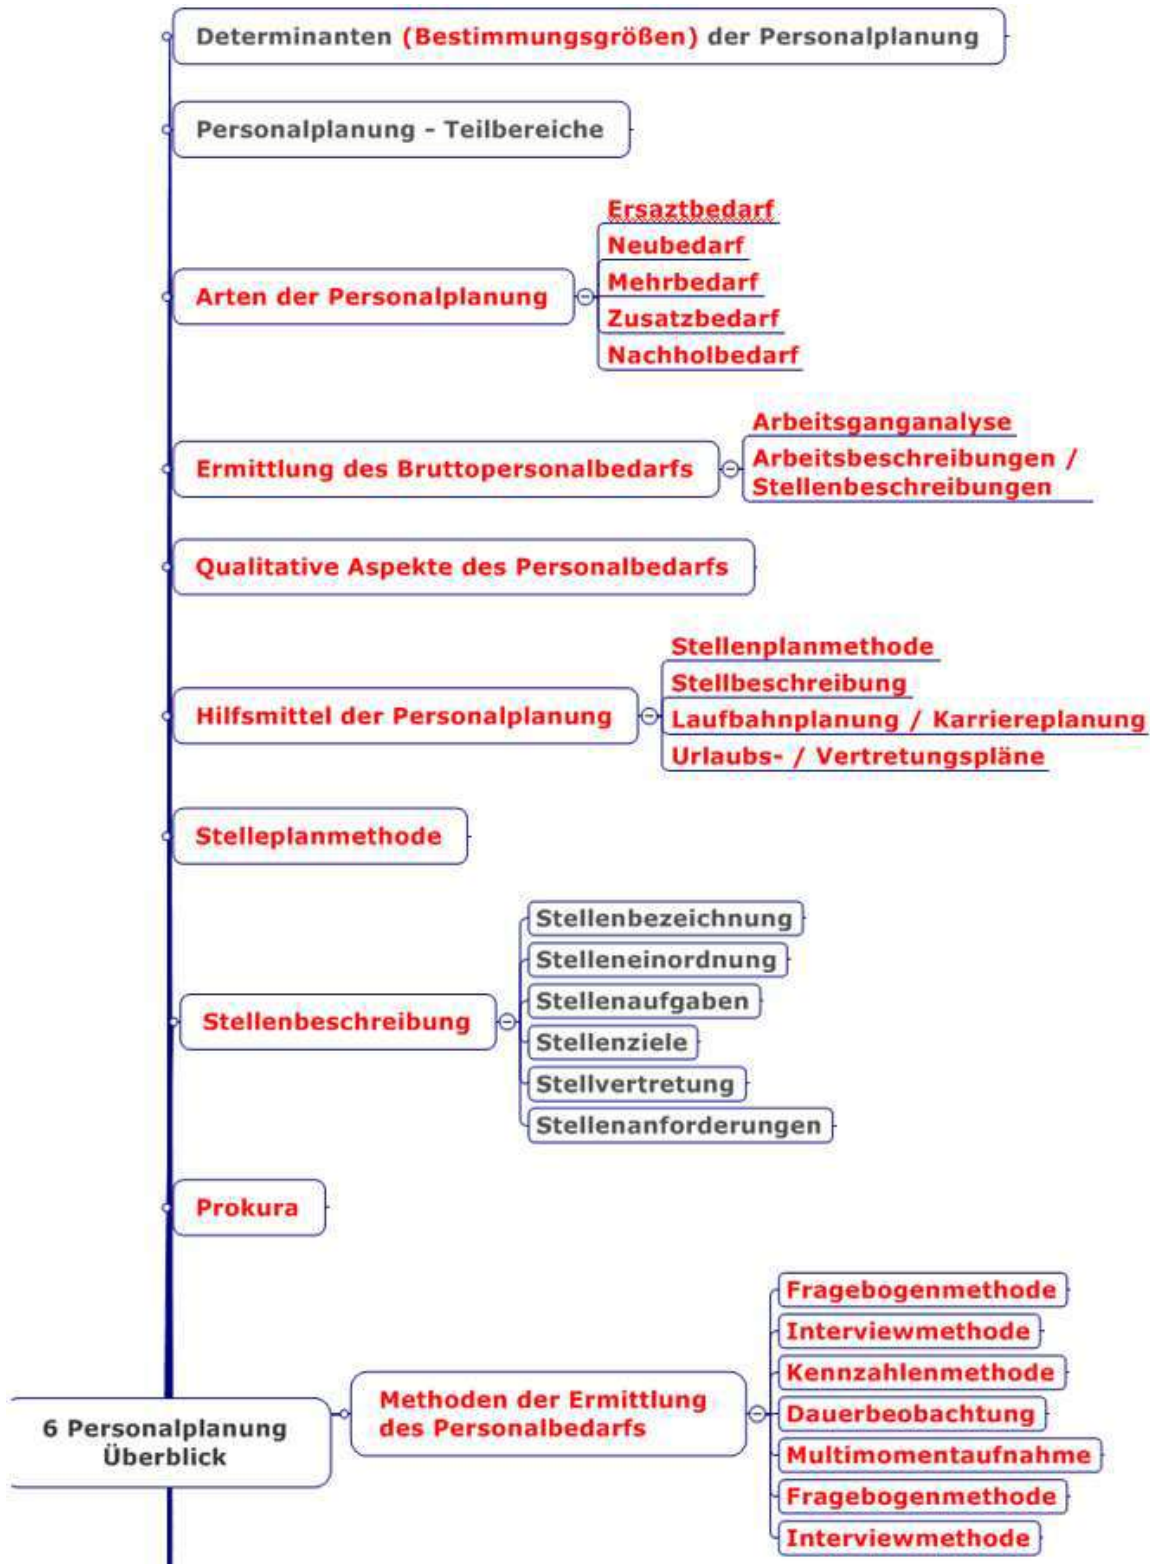 Determinanten (Bestimmungsgrößen) der Personalplanung
Personalplanung - Teilbereiche
Arten der Personalplanung
Ersaztbedarf
Neubedarf
Mehrbedarf
Zusatzbedarf
Nachholbedarf
Ermittlung des Bruttopersonalbedarfs
Arbeitsganganalyse
Arbeitsbeschreibungen /
Stellenbeschreibungen
Qualitative Aspekte des Personalbedarfs
Hilfsmittel der Personalplanung
Stellenplanmethode
Stellbeschreibung
Laufbahnplanung / Karriereplanung
Urlaubs- / Vertretungspläne
Stelleplanmethode
Stellenbeschreibung
Stellenbezeichnung
Stelleneinordnung
Stellenaufgaben
Stellenziele
Stellvertretung
Stellenanforderungen
Prokura
6 Personalplanung
Überblick
Methoden der Ermittlung
des Personalbedarfs
Fragebogenmethode
Interviewmethode
Kennzahlenmethode
Dauerbeobachtung
Multimomentaufnahme
Fragebogenmethode
Interviewmethode